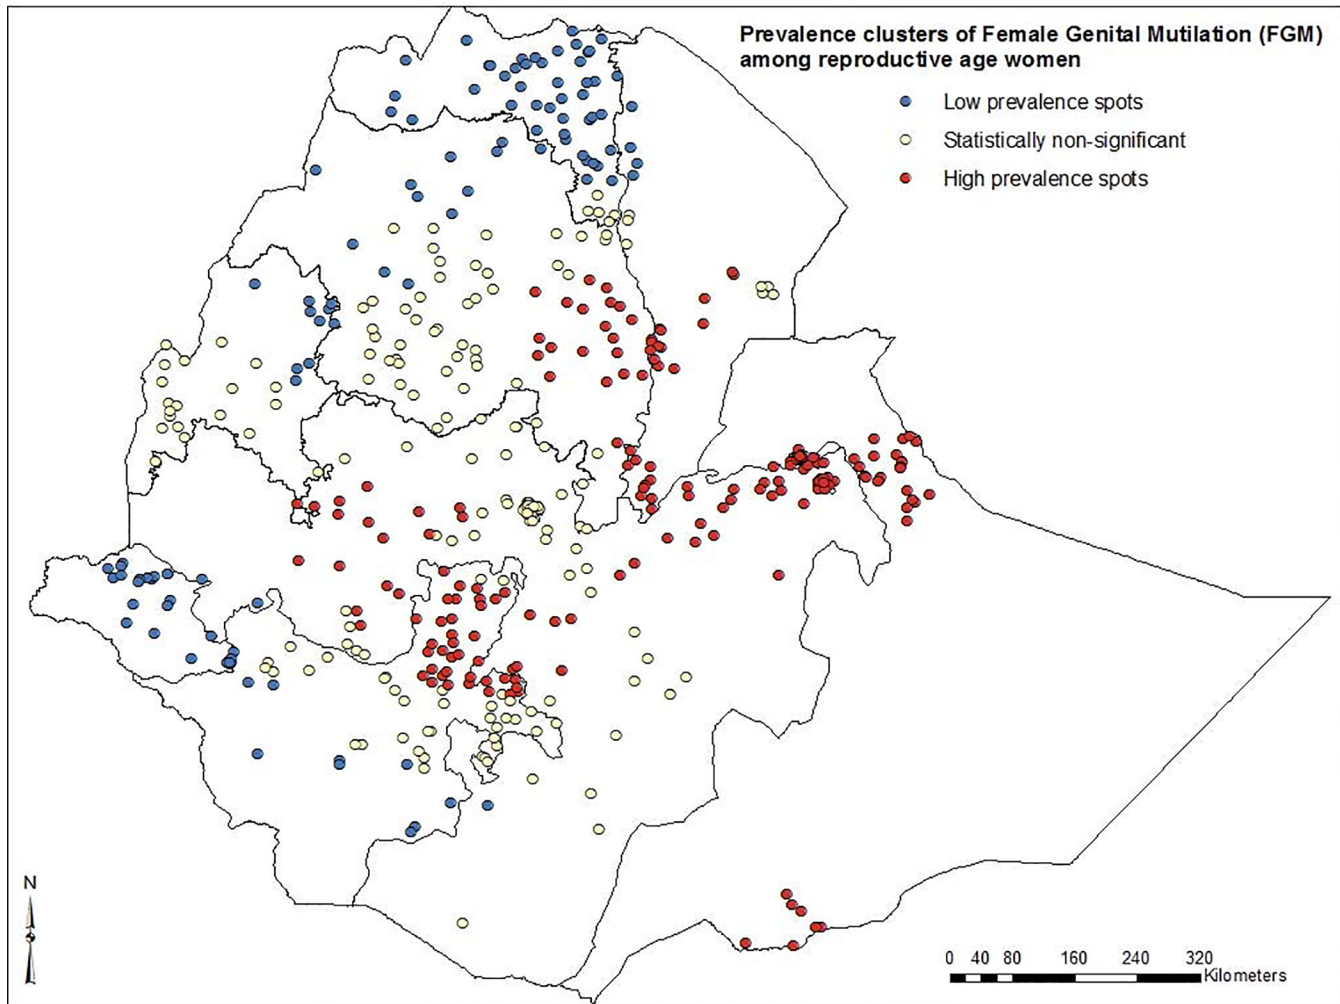 Prevalence clusters of Female Genital Mutilation (FGM)
among reproductive age women
Low prevalence spots
Statistically non-significant
High prevalence spots
N
0 40 80 160 240 320
Kilometers